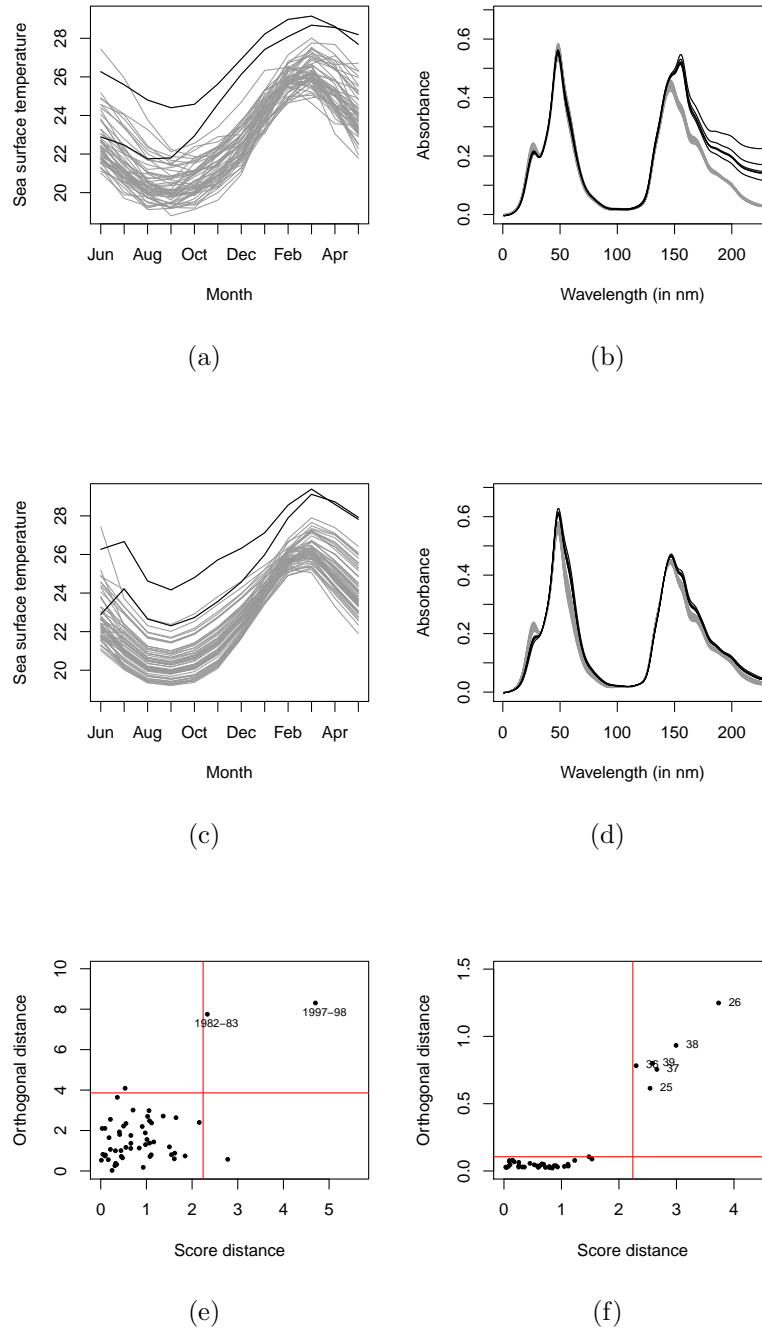 Sea surface temperature
28
26
24
22
20
Jun Aug Oct Dec Feb Apr
Month
(a)
Absorbance
0.6
0.4
0.2
0.0
0 50 100 150 200
Wavelength (in nm)
(b)
Sea surface temperature
28
26
24
22
20
Jun Aug Oct Dec Feb Apr
Month
(c)
Absorbance
0.6
0.4
0.2
0.0
0 50 100 150 200
Wavelength (in nm)
(d)
Orthogonal distance
10
8
6
4
2
0
1982−83
1997−98
0 1 2 3 4 5
Score distance
(e)
Orthogonal distance
1.5
1.0
0.5
0.0
26
38
39
36
37
25
0 1 2 3 4
Score distance
(f)